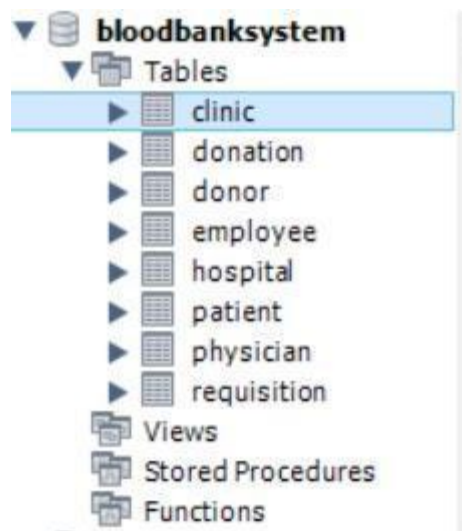 bloodbanksystem
Tables
clinic
donation
donor
employee
hospital
patient
physician
requisition
Views
Stored Procedures
Functions